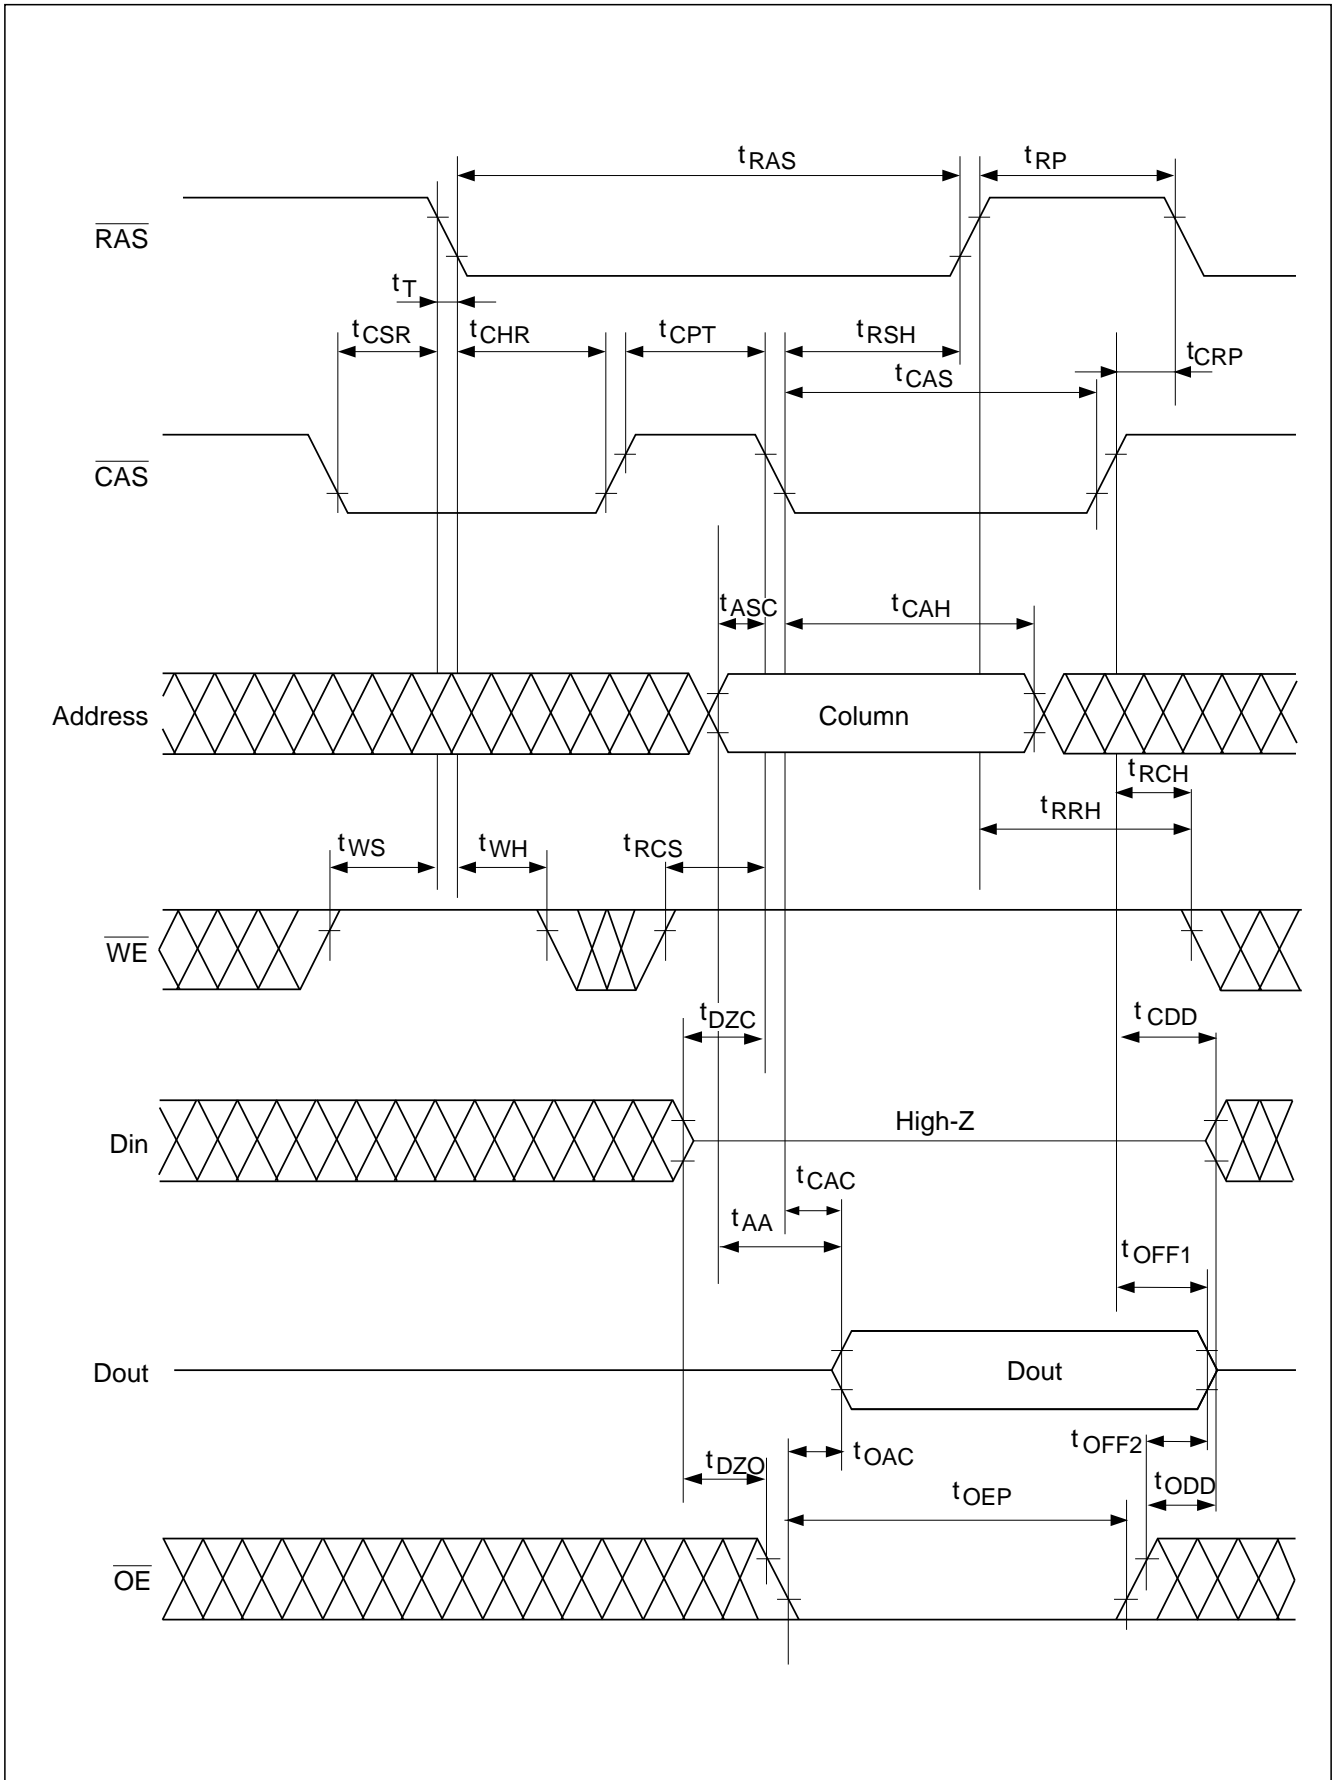 tRAS tRP
RAS
tT
tCSR tCHR tCPT tRSH tCRP
tCAS
CAS
tASC tCAH
Address Column
tRCH
tRRH
tWS tWH tRCS
WE
tDZC tCDD
Din High-Z
tCAC
tAA
tOFF1
Dout Dout
tOFF2
tDZO tOAC
tODD
tOEP
OE